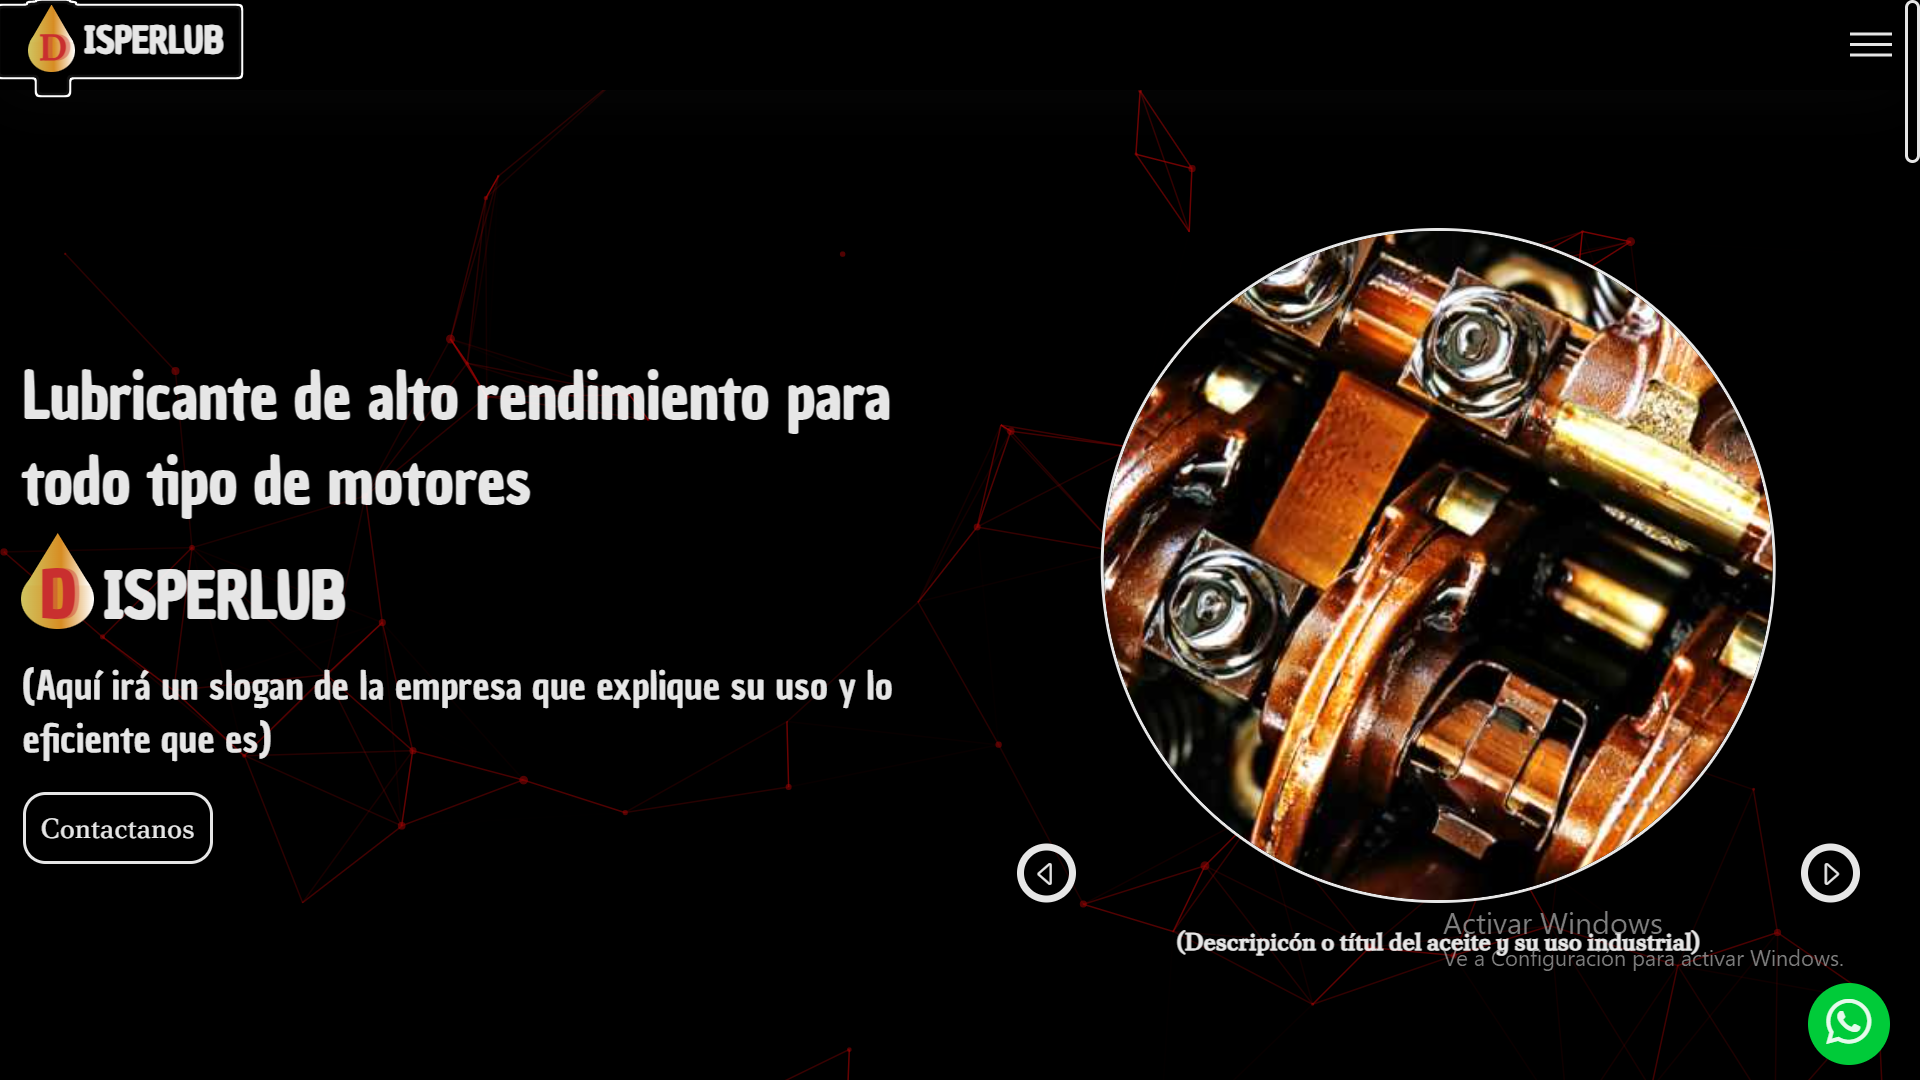 D ISPERLUB
Lubricante de alto rendimiento para
todo tipo de motores
D ISPERLUB
(Aquí irá un slogan de la empresa que explique su uso y lo
eficiente que es)
Contactanos
(Descripicón o títul del aceite y su uso industrial)
Activar Windows
Ve a Configuración para activar Windows.